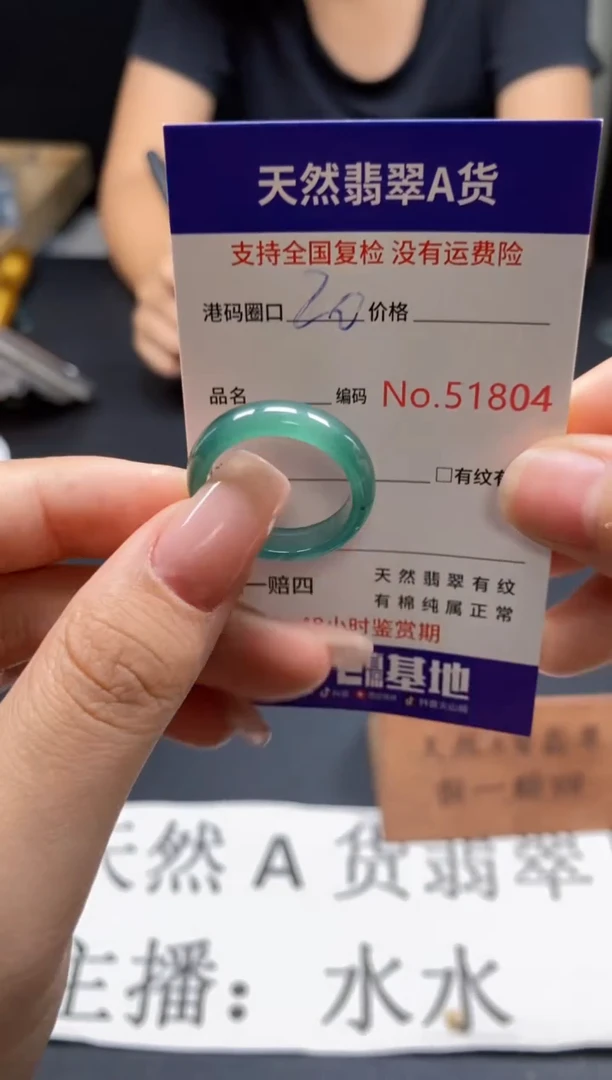 天然翡翠A货
支持全国复检 没有运费险
港码圈口 20 价格
品名 编码 No.51804
□有纹有
一赔四
天然翡翠有纹
有棉纯属正常
48小时鉴赏期
基地
天然A货翡翠
主播：水水